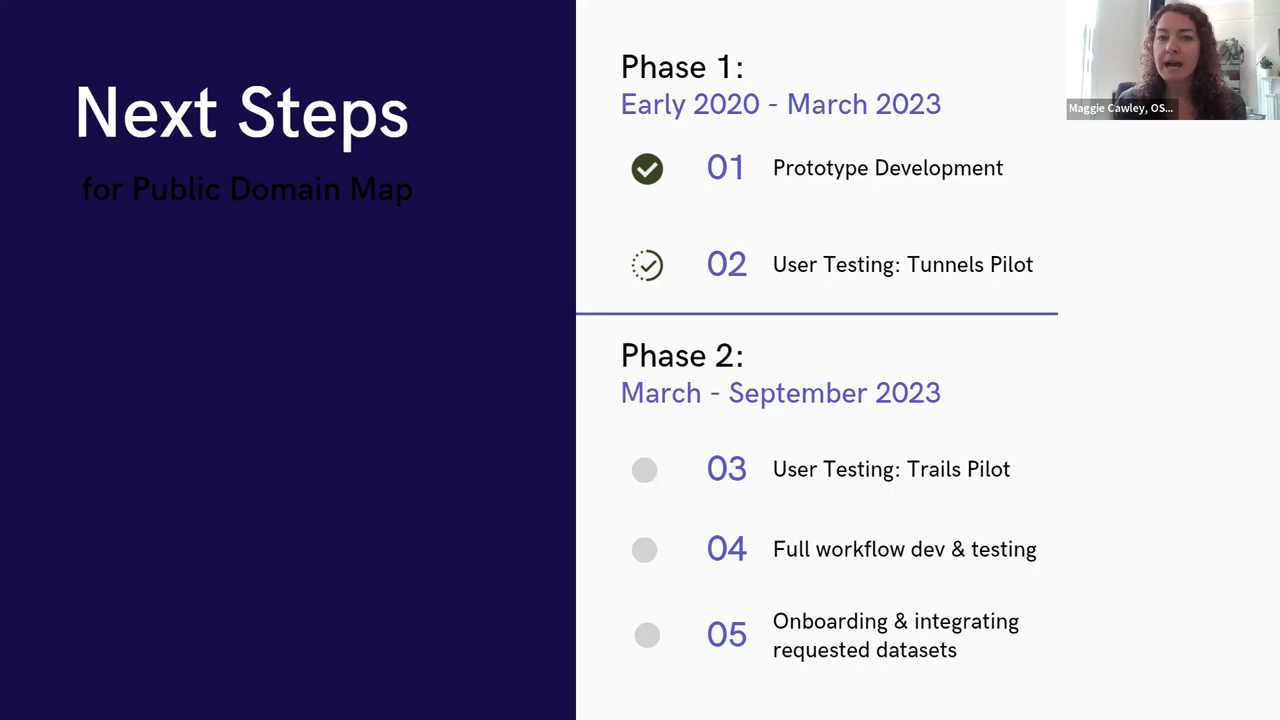 Next Steps
for Public Domain Map
Phase 1:
Early 2020 - March 2023
01 Prototype Development
02 User Testing: Tunnels Pilot
Phase 2:
March - September 2023
03 User Testing: Trails Pilot
04 Full workflow dev & testing
05 Onboarding & integrating
requested datasets
Maggie Cawley, OS...